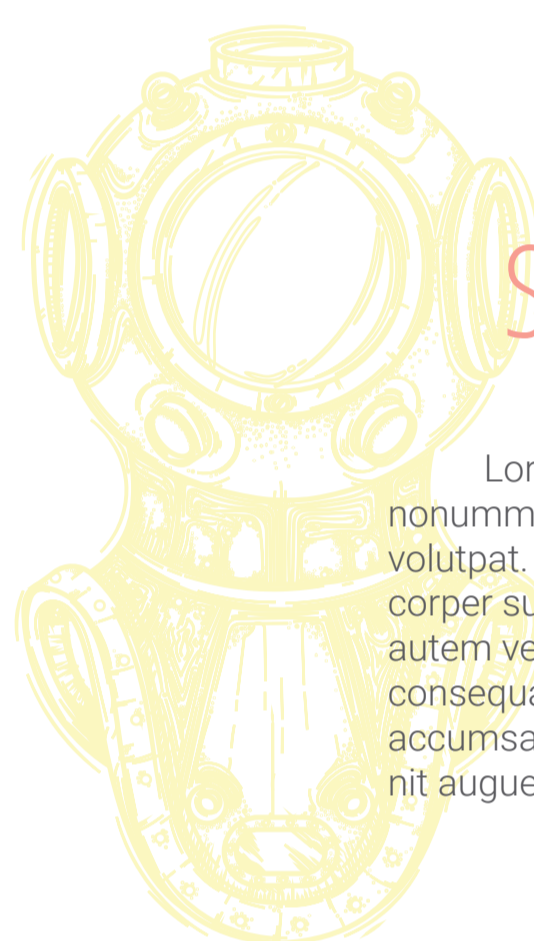 S
Lor
nonumm
volutpat.
corper su
autem ve
consequa
accumsa
nit augue